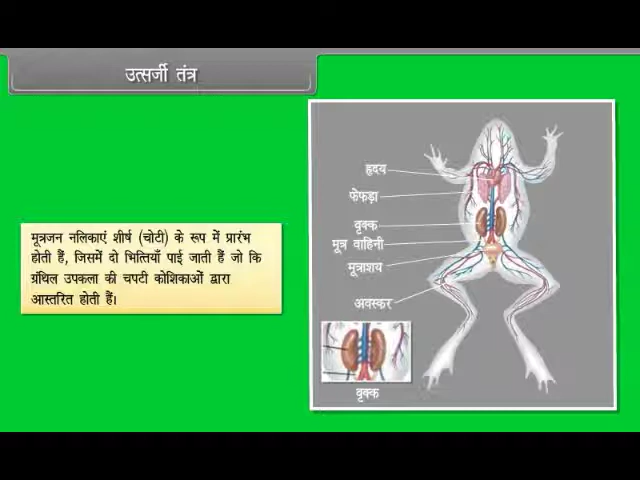 उत्सर्जी तंत्र
मूत्रजन नलिकाएं शीर्ष (चोटी) के रूप में प्रारंभ
होती हैं, जिसमें दो भित्तियाँ पाई जाती हैं जो कि
ग्रंथिल उपकला की चपटी कोशिकाओं द्वारा
आस्तरित होती हैं।
हृदय
फेफड़ा
वृक्क
मूत्र वाहिनी
मूत्राशय
अवस्कर
वृक्क